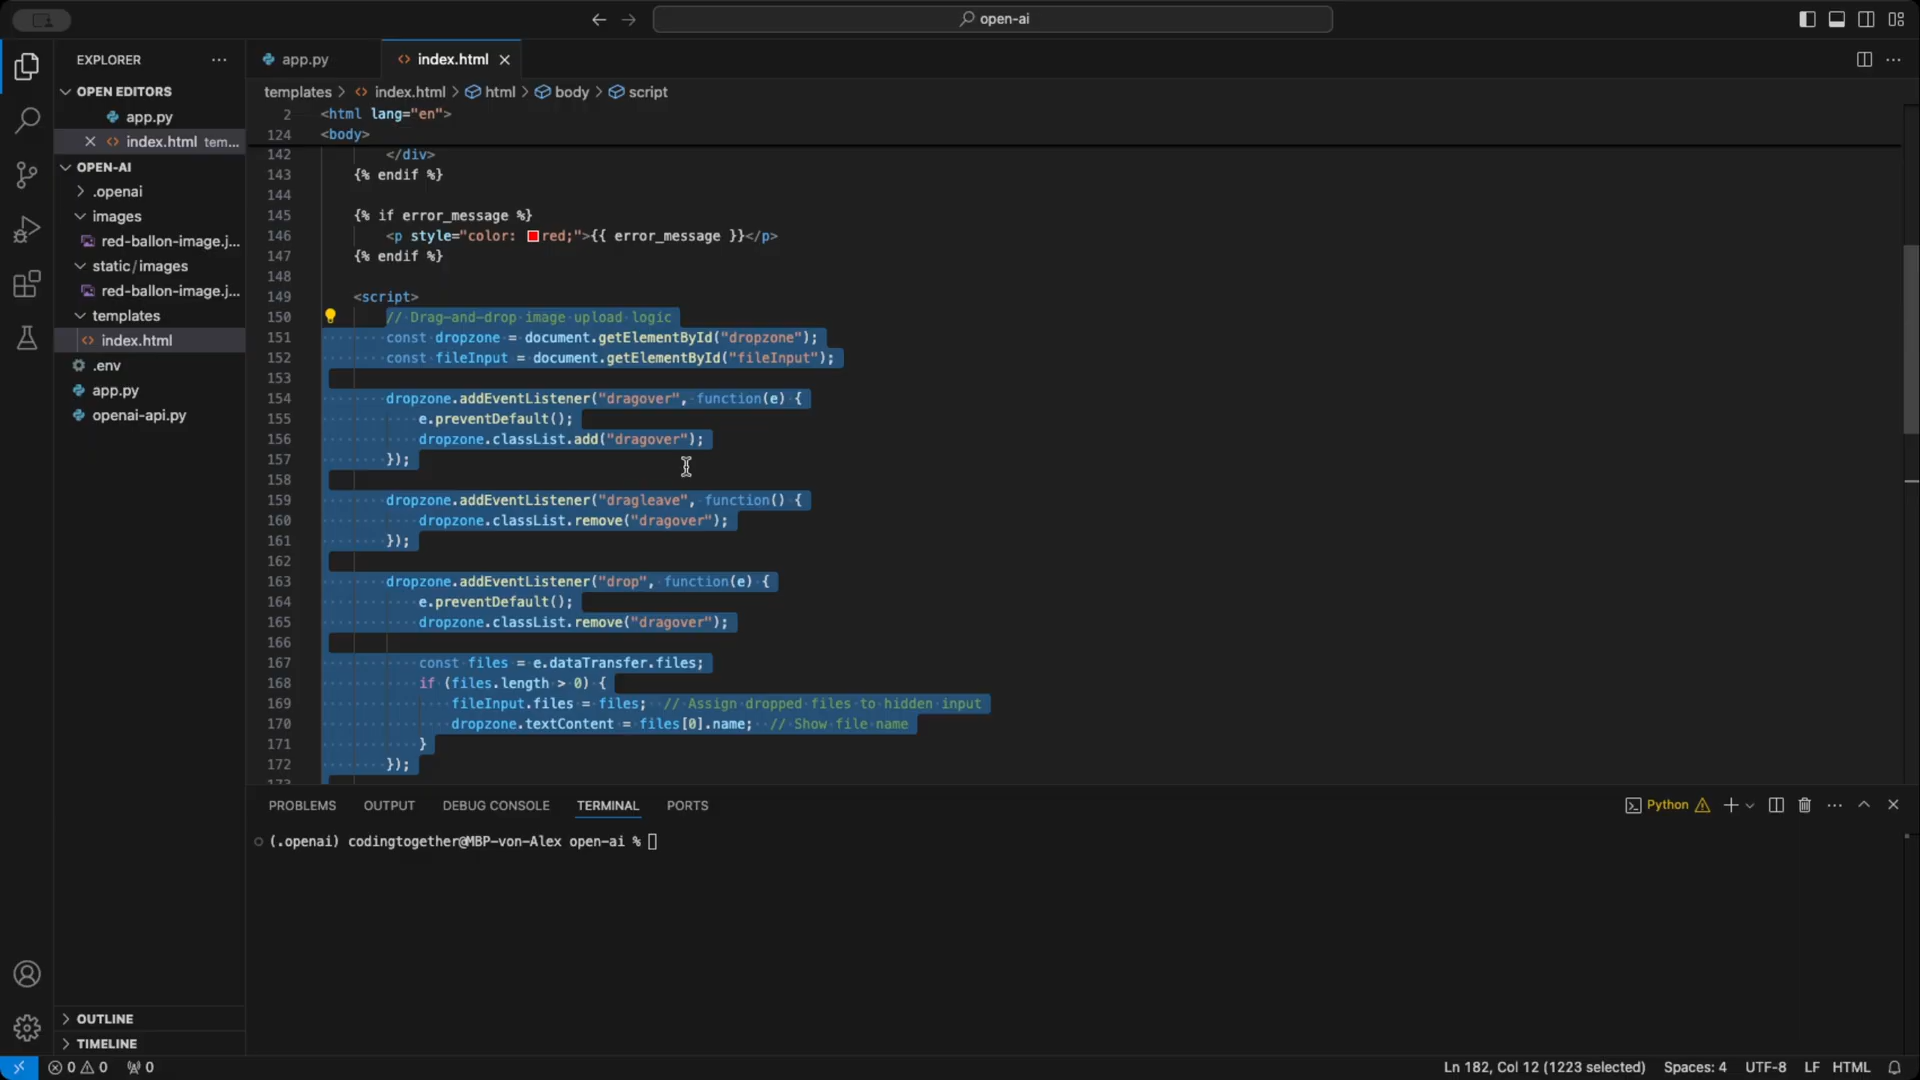 open-ai
EXPLORER
OPEN EDITORS
app.py
index.html tem...
OPEN-AI
.openai
images
red-ballon-image.j...
static/images
red-ballon-image.j...
templates
index.html
.env
app.py
openai-api.py
OUTLINE
TIMELINE
app.py
index.html
templates > index.html > html > body > script
2 <html lang="en">
124 <body>
142 </div>
143 {% endif %}
144
145 {% if error_message %}
146 <p style="color: red;">{{ error_message }}</p>
147 {% endif %}
148
149 <script>
150 // Drag-and-drop image upload logic
151 const dropzone = document.getElementById("dropzone");
152 const fileInput = document.getElementById("fileInput");
153
154 dropzone.addEventListener("dragover", function(e) {
155 e.preventDefault();
156 dropzone.classList.add("dragover");
157 });
158
159 dropzone.addEventListener("dragleave", function() {
160 dropzone.classList.remove("dragover");
161 });
162
163 dropzone.addEventListener("drop", function(e) {
164 e.preventDefault();
165 dropzone.classList.remove("dragover");
166
167 const files = e.dataTransfer.files;
168 if (files.length > 0) {
169 fileInput.files = files; // Assign dropped files to hidden input
170 dropzone.textContent = files[0].name; // Show file name
171 }
172 });
PROBLEMS OUTPUT DEBUG CONSOLE TERMINAL PORTS
Python
(.openai) codingtogether@MBP-von-Alex open-ai %
0 0 0
Ln 182, Col 12 (1223 selected) Spaces: 4 UTF-8 LF HTML